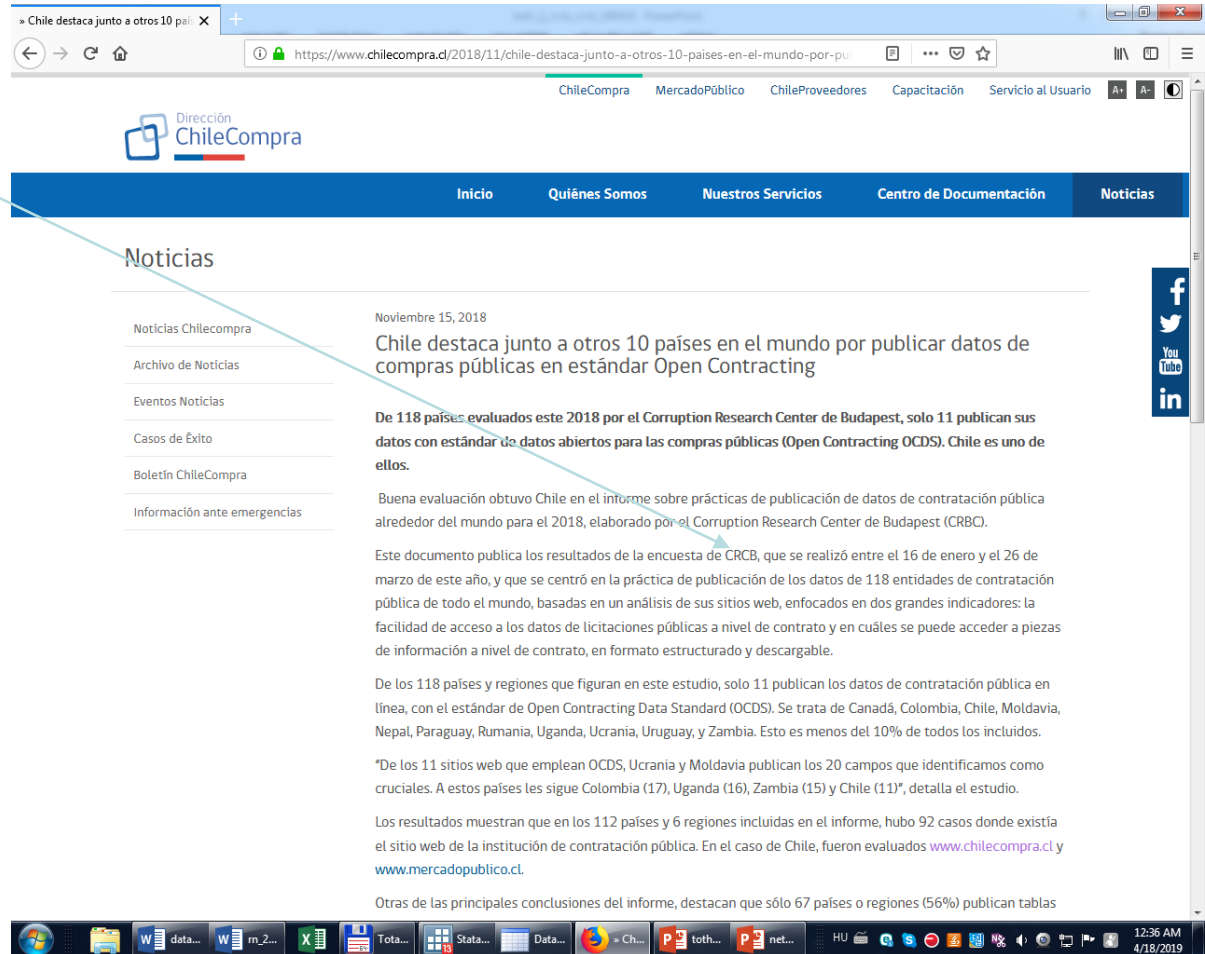 » Chile destaca junto a otros 10 paí
https://www.chilecompra.cl/2018/11/chile-destaca-junto-a-otros-10-paises-en-el-mundo-por-pu
ChileCompra MercadoPúblico ChileProveedores Capacitación Servicio al Usuario A+ A-
Dirección
ChileCompra
Inicio Quiénes Somos Nuestros Servicios Centro de Documentación Noticias
Noticias
Noticias Chilecompra
Archivo de Noticias
Eventos Noticias
Casos de Éxito
Boletín ChileCompra
Información ante emergencias
Noviembre 15, 2018
Chile destaca junto a otros 10 países en el mundo por publicar datos de
compras públicas en estándar Open Contracting
De 118 países evaluados este 2018 por el Corruption Research Center de Budapest, solo 11 publican sus
datos con estándar de datos abiertos para las compras públicas (Open Contracting OCDS). Chile es uno de
ellos.
Buena evaluación obtuvo Chile en el informe sobre prácticas de publicación de datos de contratación pública
alrededor del mundo para el 2018, elaborado por el Corruption Research Center de Budapest (CRBC).
Este documento publica los resultados de la encuesta de CRCB, que se realizó entre el 16 de enero y el 26 de
marzo de este año, y que se centró en la práctica de publicación de los datos de 118 entidades de contratación
pública de todo el mundo, basadas en un análisis de sus sitios web, enfocados en dos grandes indicadores: la
facilidad de acceso a los datos de licitaciones públicas a nivel de contrato y en cuáles se puede acceder a piezas
de información a nivel de contrato, en formato estructurado y descargable.
De los 118 países y regiones que figuran en este estudio, solo 11 publican los datos de contratación pública en
línea, con el estándar de Open Contracting Data Standard (OCDS). Se trata de Canadá, Colombia, Chile, Moldavia,
Nepal, Paraguay, Rumania, Uganda, Ucrania, Uruguay, y Zambia. Esto es menos del 10% de todos los incluidos.
"De los 11 sitios web que emplean OCDS, Ucrania y Moldavia publican los 20 campos que identificamos como
cruciales. A estos países les sigue Colombia (17), Uganda (16), Zambia (15) y Chile (11)", detalla el estudio.
Los resultados muestran que en los 112 países y 6 regiones incluidas en el informe, hubo 92 casos donde existía
el sitio web de la institución de contratación pública. En el caso de Chile, fueron evaluados www.chilecompra.cl y
www.mercadopublico.cl.
Otras de las principales conclusiones del informe, destacan que sólo 67 países o regiones (56%) publican tablas
You
Tube
in
data... rn_2... Tota... Stata... Data... » Ch... toth... net... HU 12:36 AM
4/18/2019